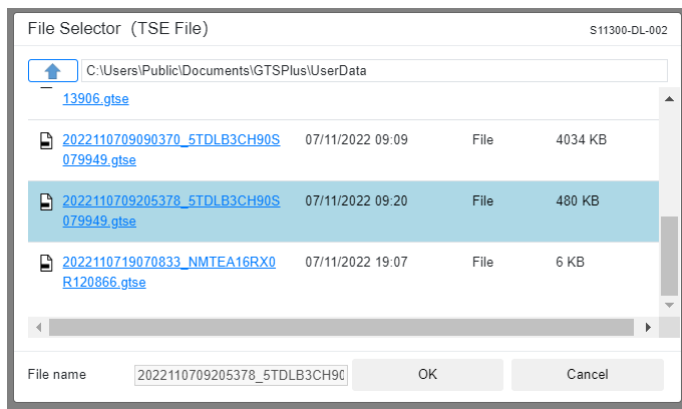 File Selector (TSE File)
S11300-DL-002
C:\Users\Public\Documents\GTSPlus\UserData
13906.gtse
2022110709090370_5TDLB3CH90S 07/11/2022 09:09 File 4034 KB
079949.gtse
2022110709205378_5TDLB3CH90S 07/11/2022 09:20 File 480 KB
079949.gtse
2022110719070833_NMTEA16RX0 07/11/2022 19:07 File 6 KB
R120866.gtse
File name 2022110709205378_5TDLB3CH90 OK Cancel